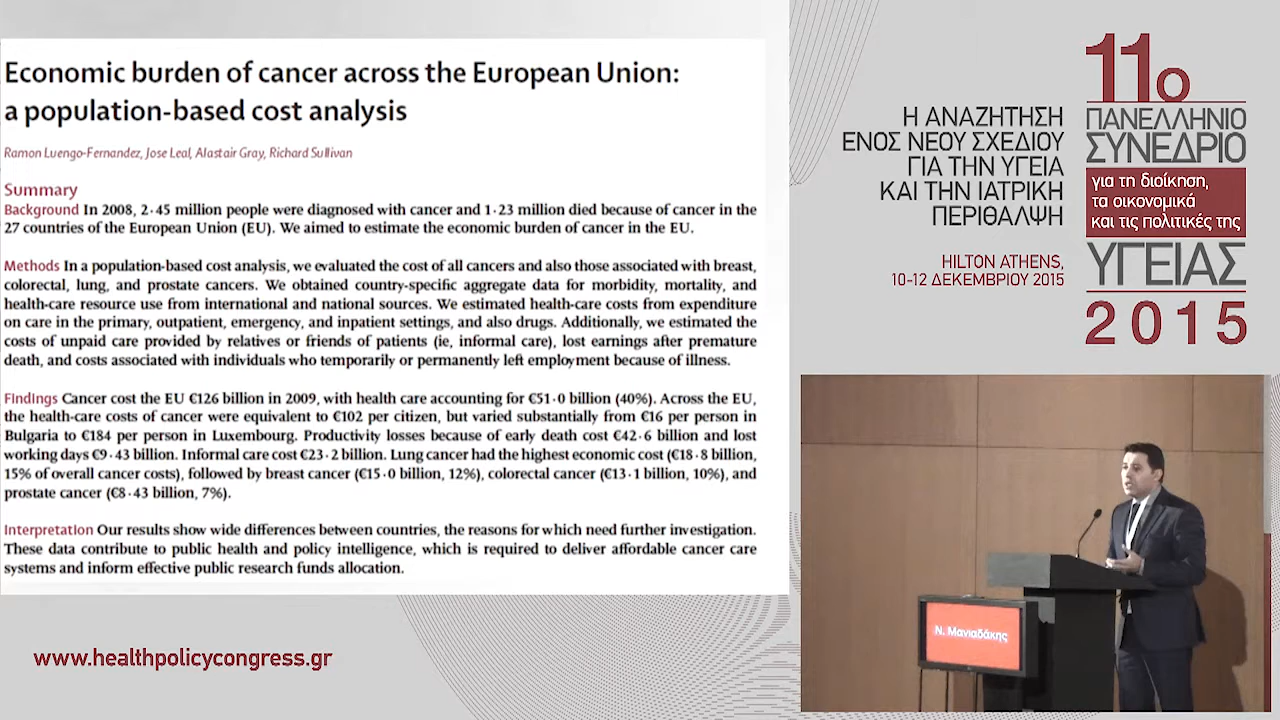 Economic burden of cancer across the European Union:
a population-based cost analysis
Ramon Luengo-Fernandez, Jose Leal, Alastair Gray, Richard Sullivan
Summary
Background In 2008, 2·45 million people were diagnosed with cancer and 1·23 million died because of cancer in the
27 countries of the European Union (EU). We aimed to estimate the economic burden of cancer in the EU.
Methods In a population-based cost analysis, we evaluated the cost of all cancers and also those associated with breast,
colorectal, lung, and prostate cancers. We obtained country-specific aggregate data for morbidity, mortality, and
health-care resource use from international and national sources. We estimated health-care costs from expenditure
on care in the primary, outpatient, emergency, and inpatient settings, and also drugs. Additionally, we estimated the
costs of unpaid care provided by relatives or friends of patients (ie, informal care), lost earnings after premature
death, and costs associated with individuals who temporarily or permanently left employment because of illness.
Findings Cancer cost the EU €126 billion in 2009, with health care accounting for €51·0 billion (40%). Across the EU,
the health-care costs of cancer were equivalent to €102 per citizen, but varied substantially from €16 per person in
Bulgaria to €184 per person in Luxembourg. Productivity losses because of early death cost €42·6 billion and lost
working days €9·43 billion. Informal care cost €23·2 billion. Lung cancer had the highest economic cost (€18·8 billion,
15% of overall cancer costs), followed by breast cancer (€15·0 billion, 12%), colorectal cancer (€13·1 billion, 10%), and
prostate cancer (€8·43 billion, 7%).
Interpretation Our results show wide differences between countries, the reasons for which need further investigation.
These data contribute to public health and policy intelligence, which is required to deliver affordable cancer care
systems and inform effective public research funds allocation.
www.healthpolicycongress.gr
Η ΑΝΑΖΗΤΗΣΗ
ΕΝΟΣ ΝΕΟΥ ΣΧΕΔΙΟΥ
ΓΙΑ ΤΗΝ ΥΓΕΙΑ
ΚΑΙ ΤΗΝ ΙΑΤΡΙΚΗ
ΠΕΡΙΘΑΛΨΗ
HILTON ATHENS,
10-12 ΔΕΚΕΜΒΡΙΟΥ 2015
11ο
ΠΑΝΕΛΛΗΝΙΟ
ΣΥΝΕΔΡΙΟ
για τη διοίκηση,
τα οικονομικά
και τις πολιτικές της
ΥΓΕΙΑΣ
2015
Ν. Μανιαδάκης